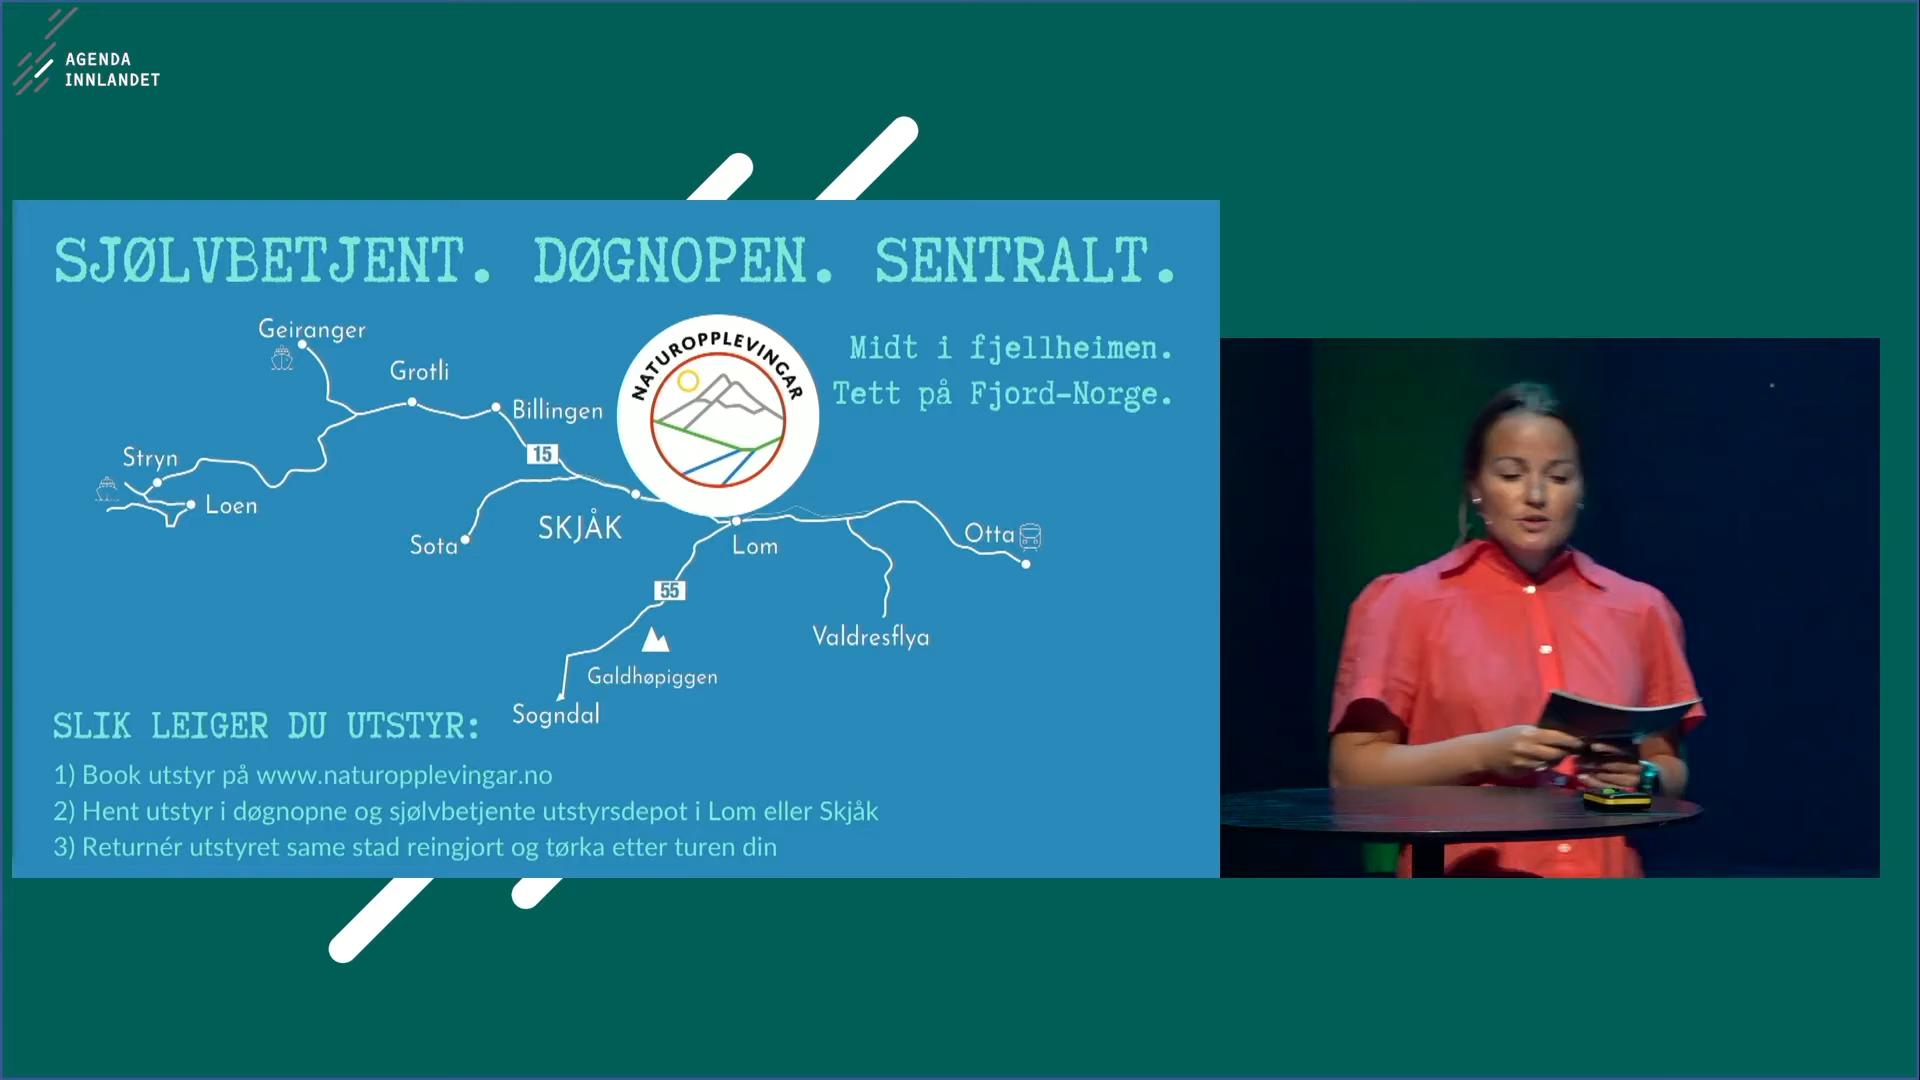 AGENDA
INNLANDET
SJØLVBETJENT. DØGNOPEN. SENTRALT.
NATUROPPLEVINGAR
Midt i fjellheimen.
Tett på Fjord-Norge.
Geiranger
Grotli
Billingen
15
Stryn
Loen
SKJÅK
Sota
Lom
Otta
55
Valdresflya
Galdhøpiggen
Sogndal
SLIK LEIGER DU UTSTYR:
1) Book utstyr på www.naturopplevingar.no
2) Hent utstyr i døgnopne og sjølvbetjente utstyrsdepot i Lom eller Skjåk
3) Returnér utstyret same stad reingjort og tørka etter turen din